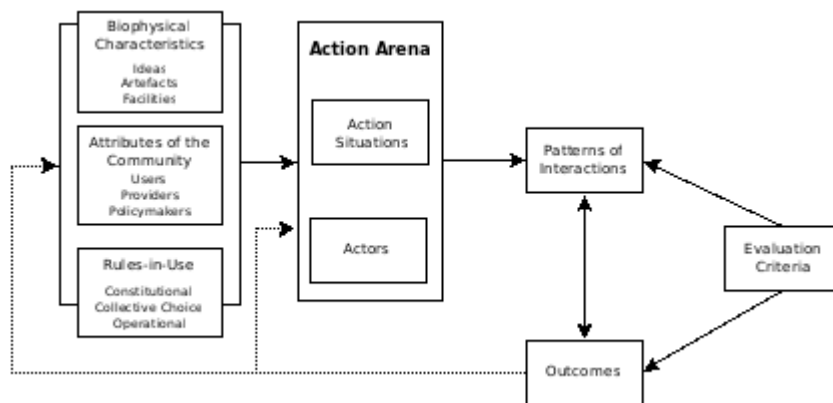 Biophysical
Characteristics
Ideas
Artefacts
Facilities
Attributes of the
Community
Users
Providers
Policymakers
Rules-in-Use
Constitutional
Collective Choice
Operational
Action Arena
Action
Situations
Actors
Patterns of
Interactions
Outcomes
Evaluation
Criteria